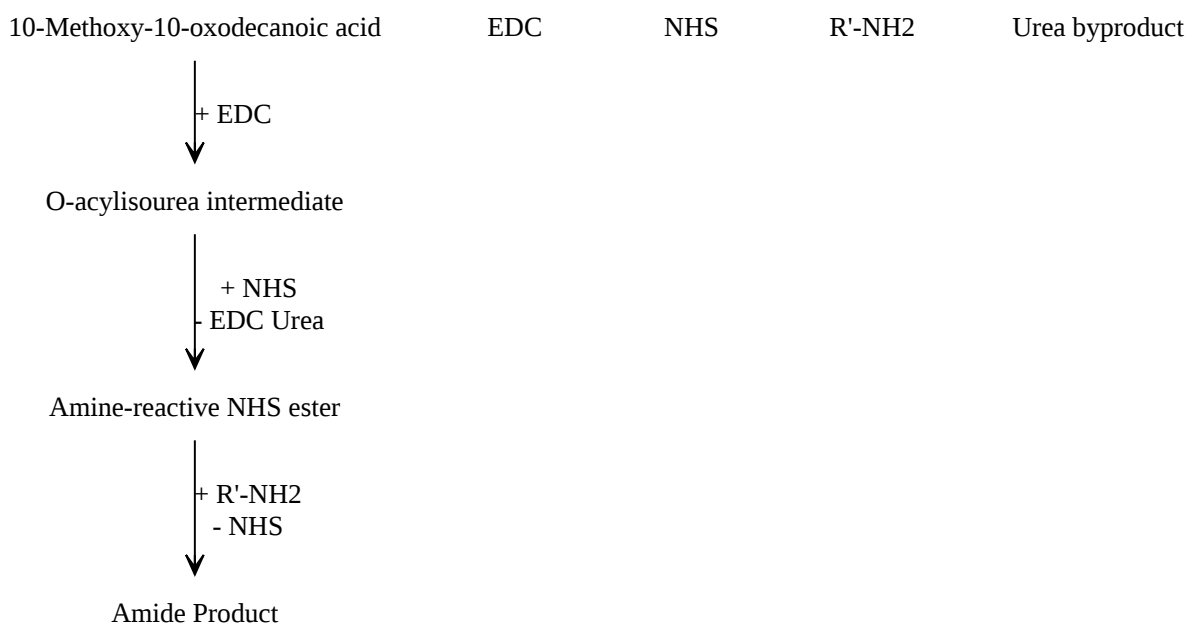 10-Methoxy-10-oxodecanoic acid EDC NHS R'-NH2 Urea byproduct
+ EDC
O-acylisourea intermediate
+ NHS
- EDC Urea
Amine-reactive NHS ester
+ R'-NH2
- NHS
Amide Product